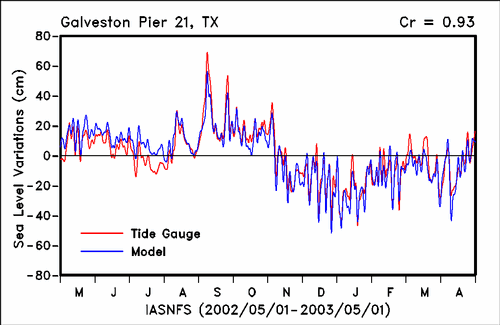 Galveston Pier 21, TX Cr = 0.93
80
60
40
20
0
-20
-40
-60
-80
Sea Level Variations (cm)
Tide Gauge
Model
M J J A S O N D J F M A
IASNFS (2002/05/01-2003/05/01)